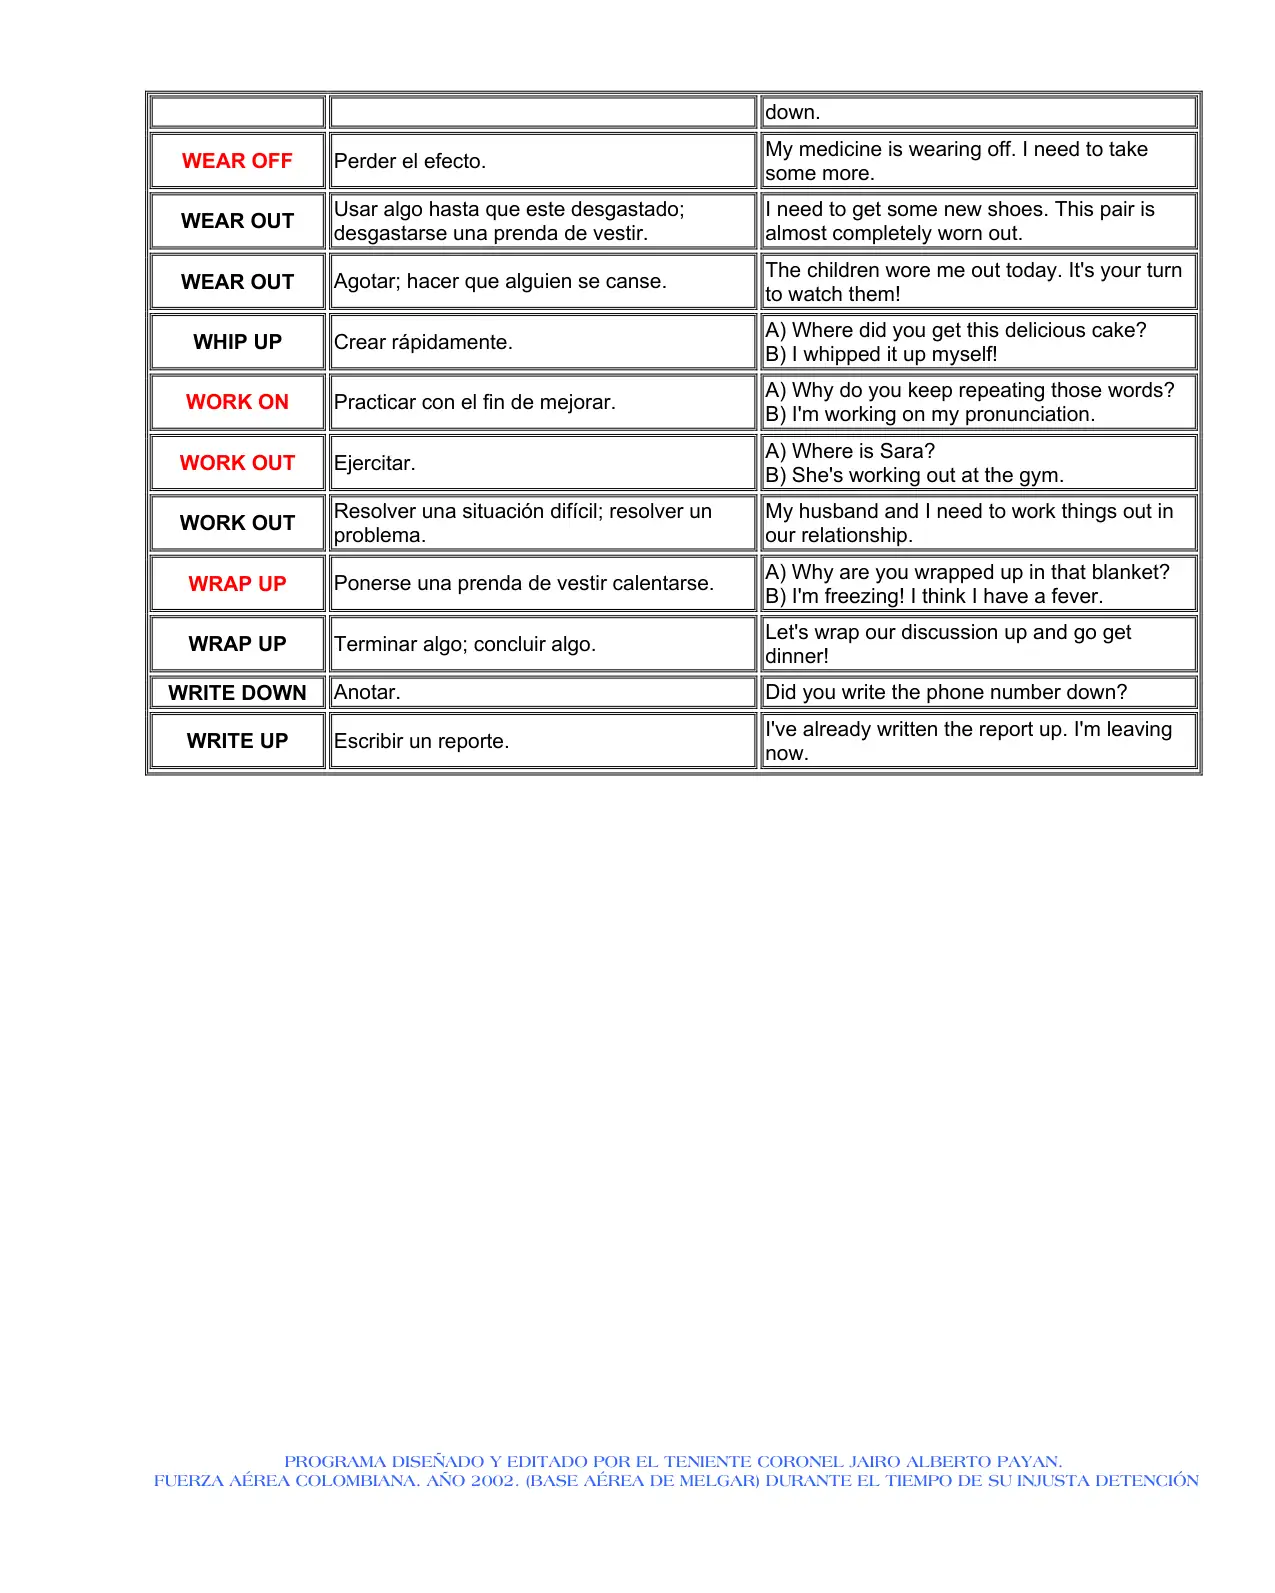 down.
WEAR OFF
Perder el efecto.
My medicine is wearing off. I need to take
some more.
WEAR OUT
Usar algo hasta que este desgastado;
desgastarse una prenda de vestir.
I need to get some new shoes. This pair is
almost completely worn out.
WEAR OUT
Agotar; hacer que alguien se canse.
The children wore me out today. It's your turn
to watch them!
WHIP UP
Crear rápidamente.
A) Where did you get this delicious cake?
B) I whipped it up myself!
WORK ON
Practicar con el fin de mejorar.
A) Why do you keep repeating those words?
B) I'm working on my pronunciation.
WORK OUT
Ejercitar.
A) Where is Sara?
B) She's working out at the gym.
WORK OUT
Resolver una situación difícil; resolver un
problema.
My husband and I need to work things out in
our relationship.
WRAP UP
Ponerse una prenda de vestir calentarse.
A) Why are you wrapped up in that blanket?
B) I'm freezing! I think I have a fever.
WRAP UP
Terminar algo; concluir algo.
Let's wrap our discussion up and go get
dinner!
WRITE DOWN
Anotar.
Did you write the phone number down?
WRITE UP
Escribir un reporte.
I've already written the report up. I'm leaving
now.
PROGRAMA DISEÑADO Y EDITADO POR EL TENIENTE CORONEL JAIRO ALBERTO PAYAN.
FUERZA AÉREA COLOMBIANA. AÑO 2002. (BASE AÉREA DE MELGAR) DURANTE EL TIEMPO DE SU INJUSTA DETENCIÓN